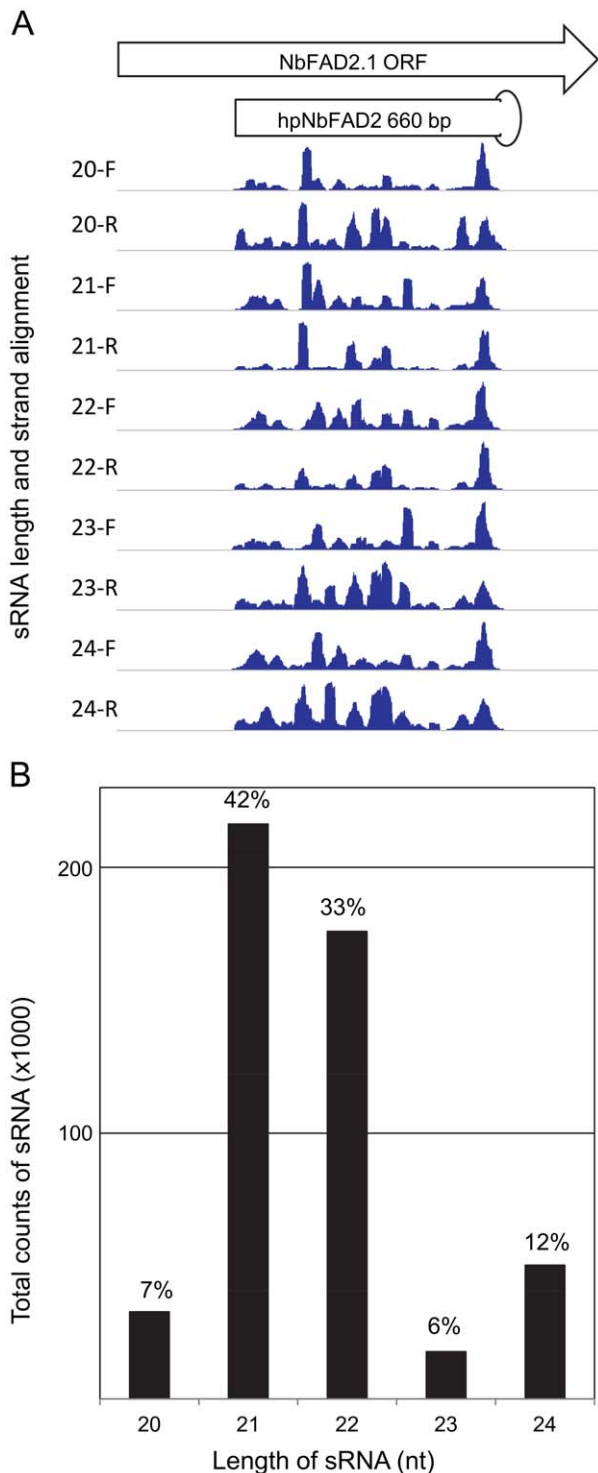 A
NbFAD2.1 ORF
hpNbFAD2 660 bp
sRNA length and strand alignment
20-F
20-R
21-F
21-R
22-F
22-R
23-F
23-R
24-F
24-R
B
Total counts of sRNA (x1000)
200
100
7%
42%
33%
6%
12%
20 21 22 23 24
Length of sRNA (nt)